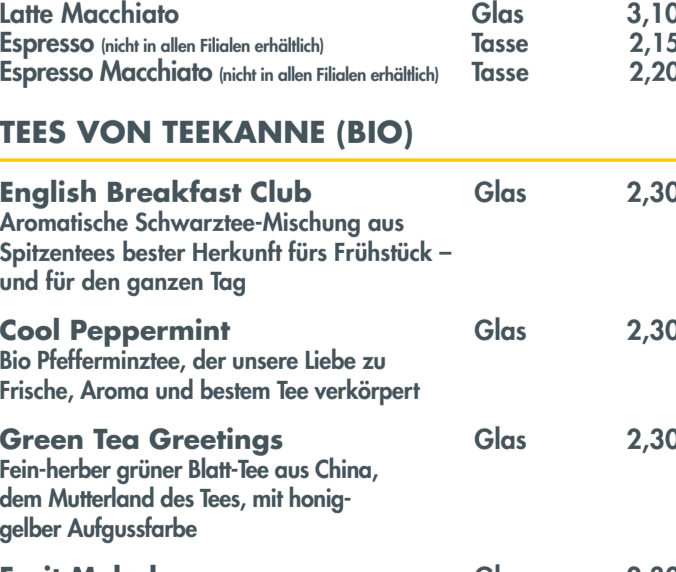 Latte Macchiato Glas 3,10
Espresso (nicht in allen Filialen erhältlich) Tasse 2,15
Espresso Macchiato (nicht in allen Filialen erhältlich) Tasse 2,20
TEES VON TEEKANNE (BIO)
English Breakfast Club Glas 2,30
Aromatische Schwarztee-Mischung aus
Spitzentees bester Herkunft fürs Frühstück –
und für den ganzen Tag
Cool Peppermint Glas 2,30
Bio Pfefferminztee, der unsere Liebe zu
Frische, Aroma und bestem Tee verkörpert
Green Tea Greetings Glas 2,30
Fein-herber grüner Blatt-Tee aus China,
dem Mutterland des Tees, mit honig-
gelber Aufgussfarbe